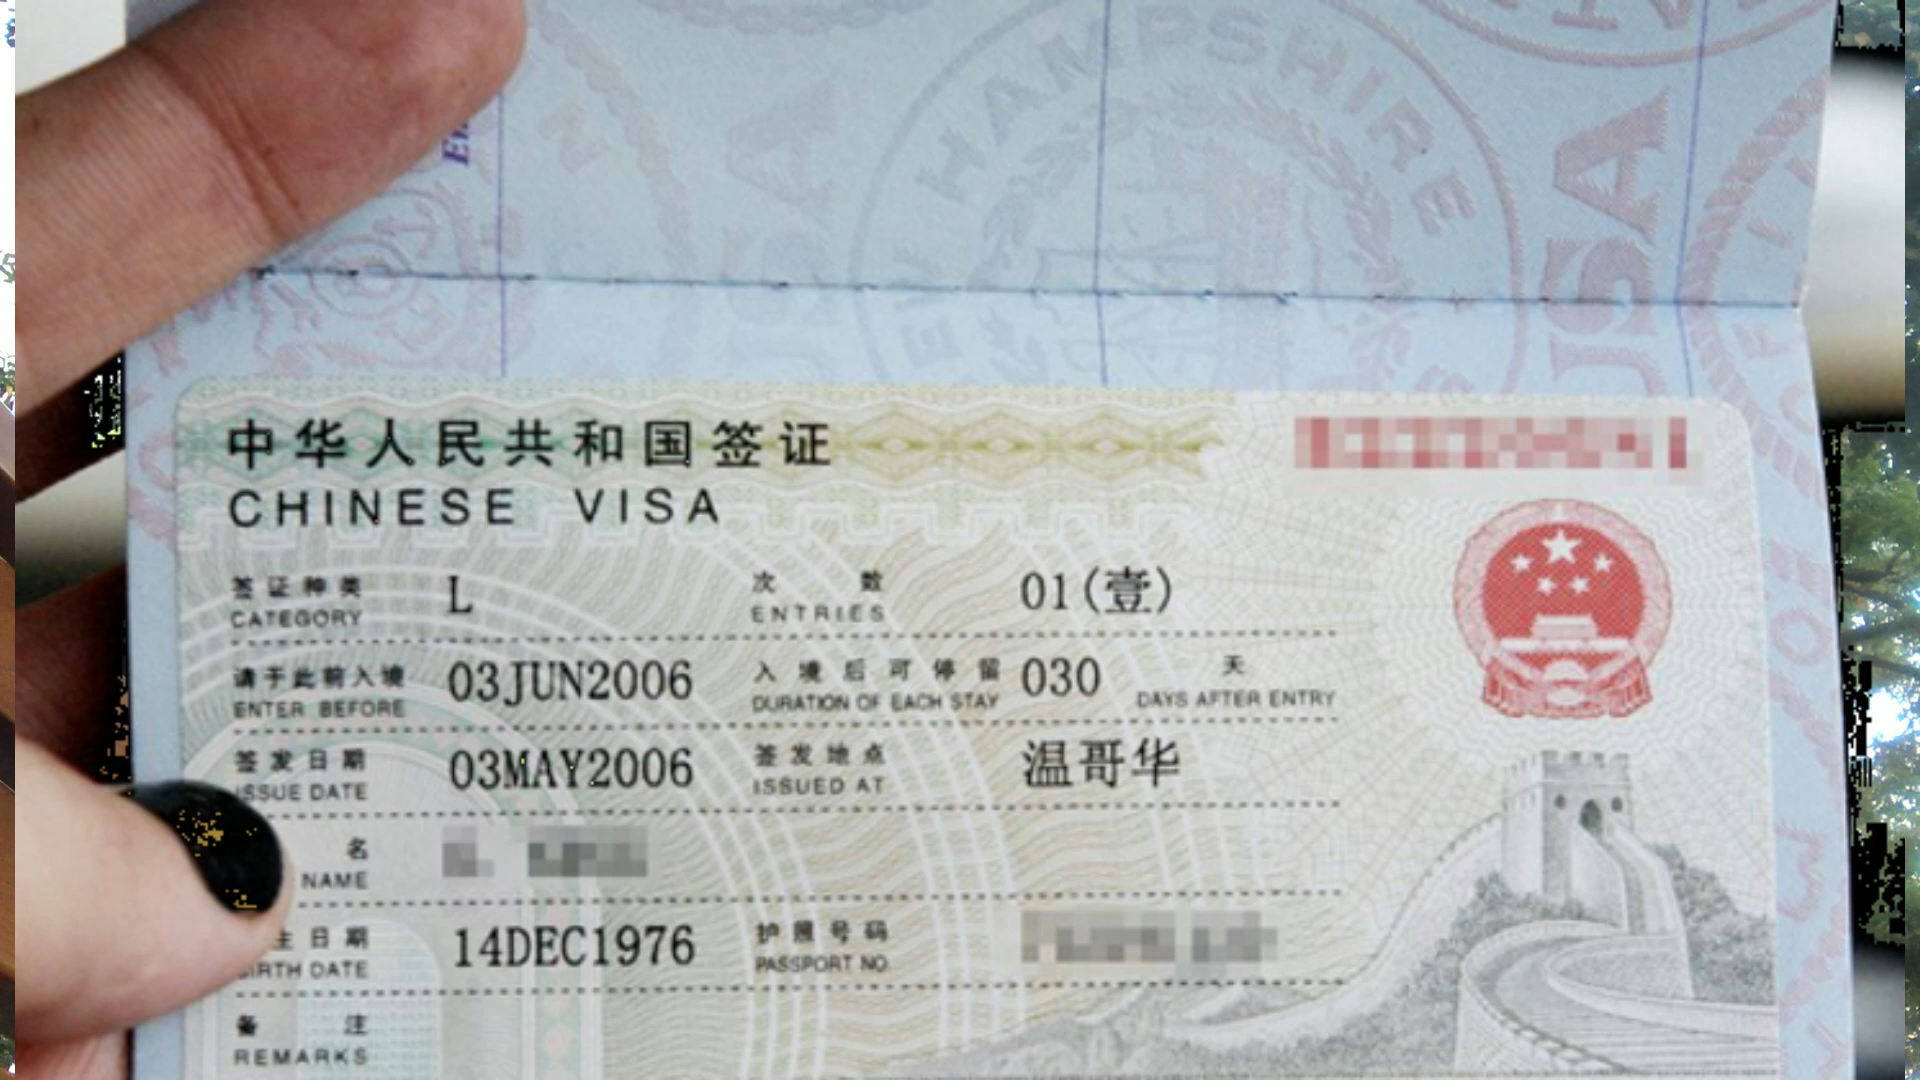 HAMPSHIRE
USA
中华人民共和国签证
CHINESE VISA
签证种类 L 次数 01(壹)
CATEGORY ENTRIES
请于此前入境 03JUN2006 入境后可停留 030 天
ENTER BEFORE DURATION OF EACH STAY DAYS AFTER ENTRY
签发日期 03MAY2006 签发地点 温哥华
ISSUE DATE ISSUED AT
名
NAME
生日期 14DEC1976 护照号码
BIRTH DATE PASSPORT NO
备注
REMARKS